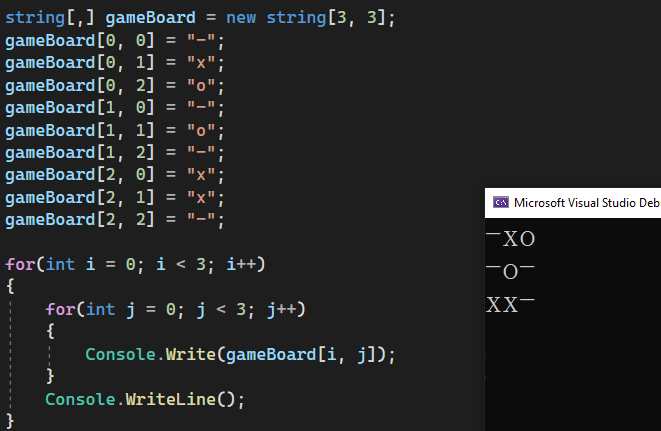 string[,] gameBoard = new string[3, 3];
gameBoard[0, 0] = "-";
gameBoard[0, 1] = "x";
gameBoard[0, 2] = "o";
gameBoard[1, 0] = "-";
gameBoard[1, 1] = "o";
gameBoard[1, 2] = "-";
gameBoard[2, 0] = "x";
gameBoard[2, 1] = "x";
gameBoard[2, 2] = "-";
for(int i = 0; i < 3; i++)
{
    for(int j = 0; j < 3; j++)
    {
        Console.Write(gameBoard[i, j]);
    }
    Console.WriteLine();
}
C:\
Microsoft Visual Studio Deb
-XO
-O-
XX-